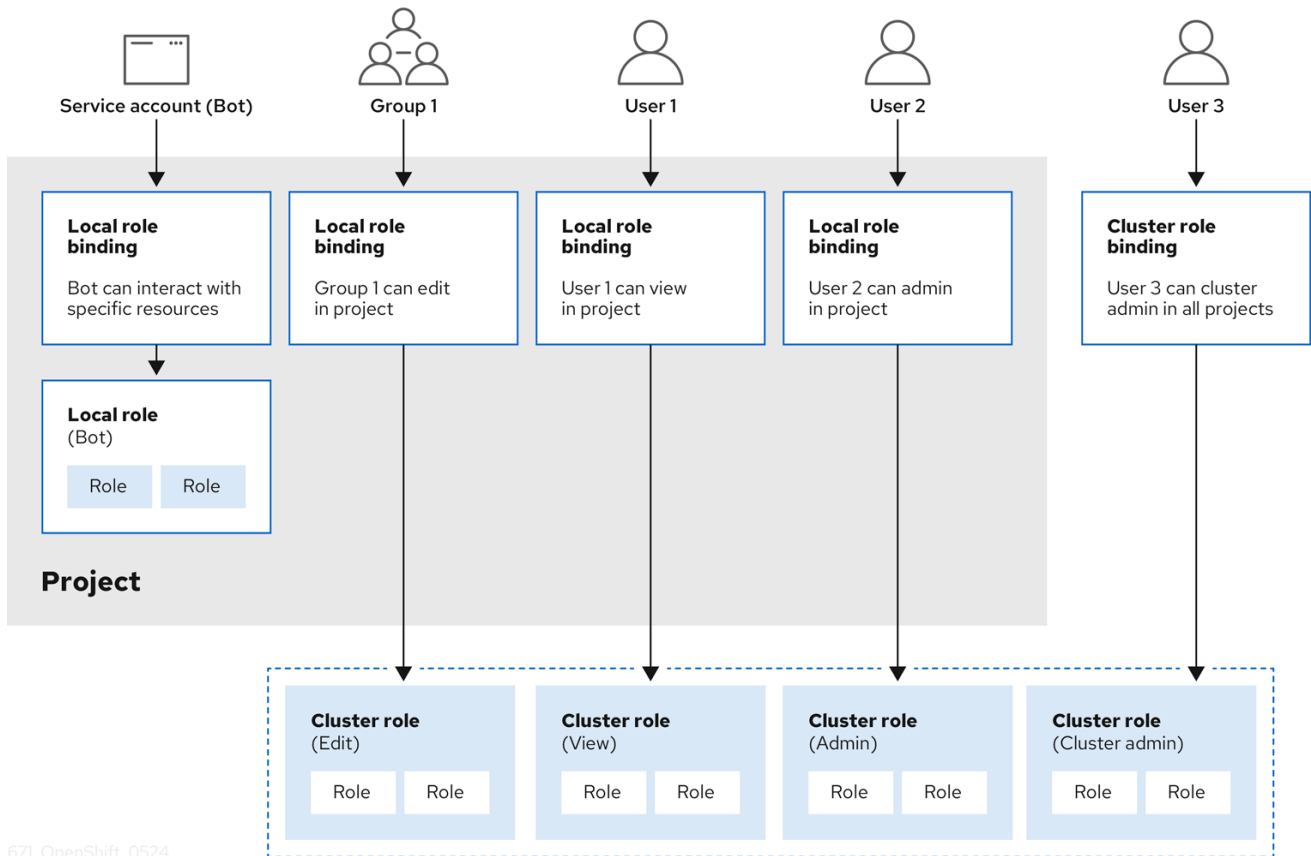 Service account (Bot)
Group 1
User 1
User 2
User 3
Local role
binding
Bot can interact with
specific resources
Local role
binding
Group 1 can edit
in project
Local role
binding
User 1 can view
in project
Local role
binding
User 2 can admin
in project
Cluster role
binding
User 3 can cluster
admin in all projects
Local role
(Bot)
Role
Role
Project
Cluster role
(Edit)
Role
Role
Cluster role
(View)
Role
Role
Cluster role
(Admin)
Role
Role
Cluster role
(Cluster admin)
Role
Role
671_OpenShift_0524